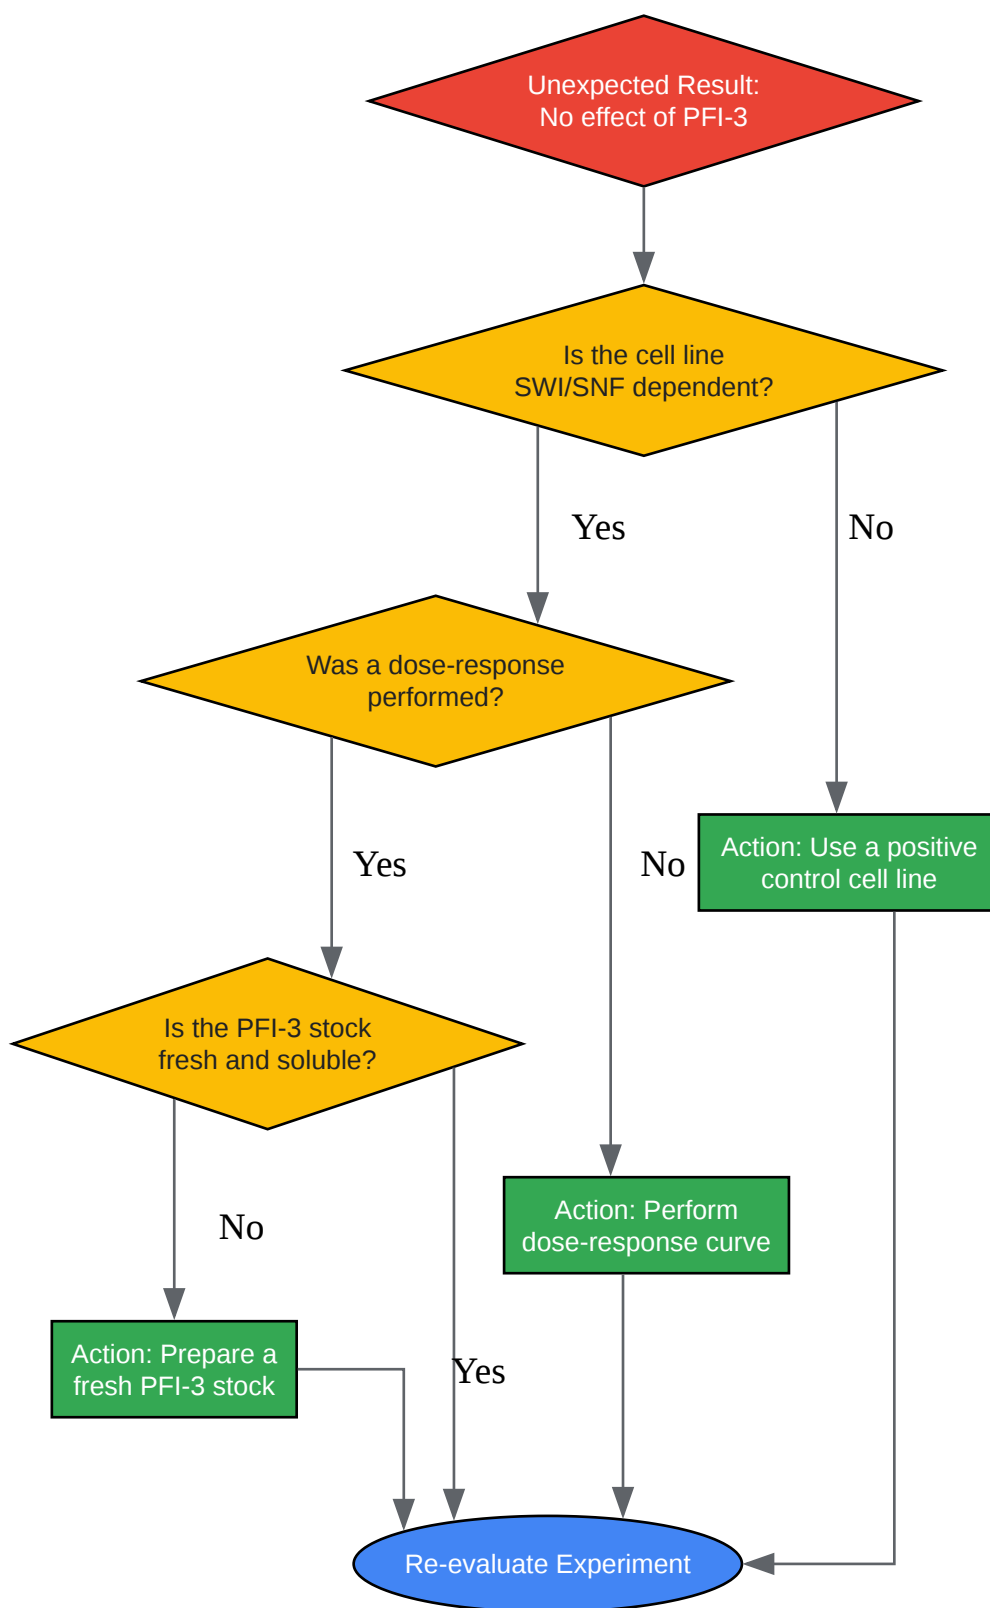 Unexpected Result:
No effect of PFI-3
Is the cell line
SWI/SNF dependent?
Yes
No
Was a dose-response
performed?
Yes
No
Action: Use a positive
control cell line
Is the PFI-3 stock
fresh and soluble?
No
Action: Perform
dose-response curve
Action: Prepare a
fresh PFI-3 stock
Yes
Re-evaluate Experiment